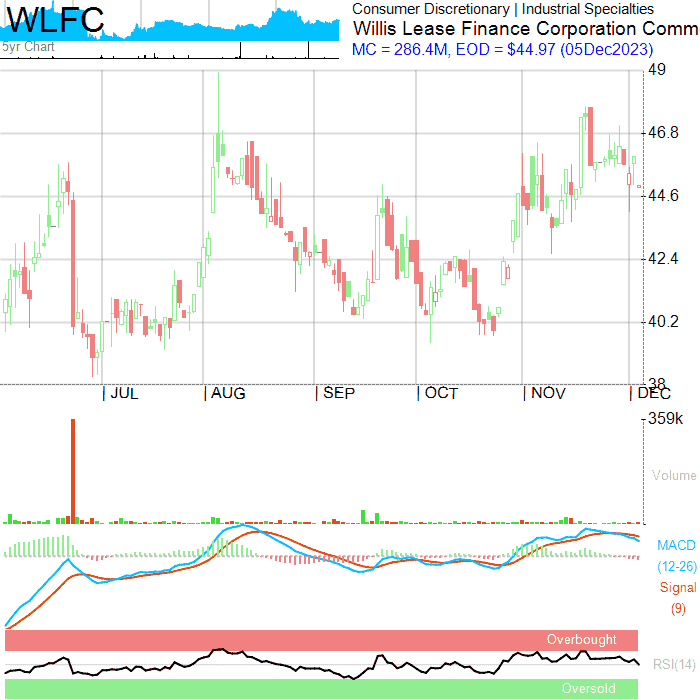 WLFC
5yr Chart
Consumer Discretionary | Industrial Specialties
Willis Lease Finance Corporation Comm
MC = 286.4M, EOD = $44.97 (05Dec2023)
49
46.8
44.6
42.4
40.2
38
| JUL | AUG | SEP | OCT | NOV | DEC
359k
Volume
MACD
(12-26)
Signal
(9)
Overbought
RSI(14)
Oversold